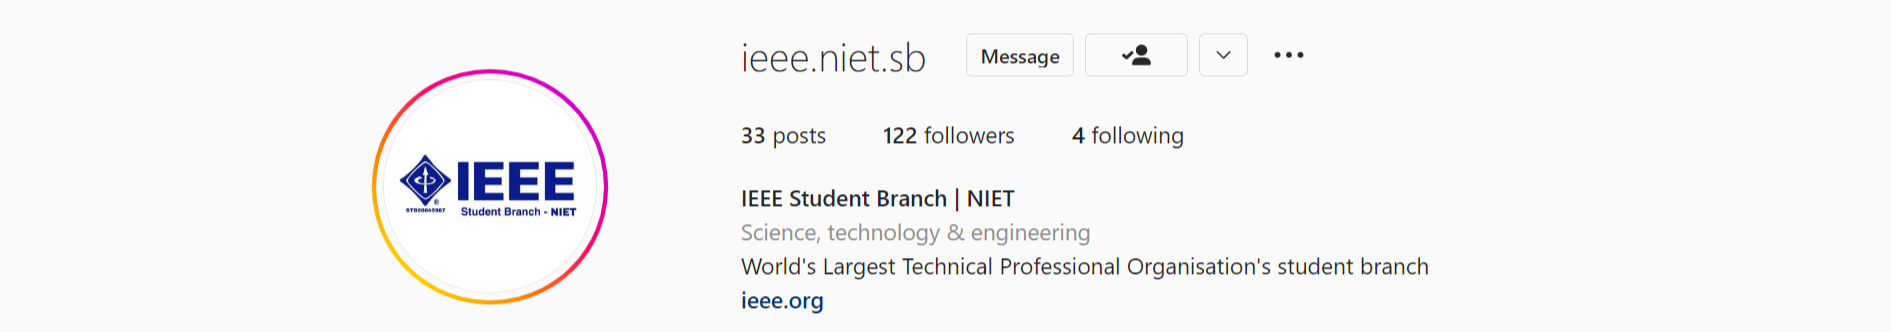 ieee.niet.sb Message
33 posts 122 followers 4 following
IEEE
®
STB00040987
Student Branch - NIET
IEEE Student Branch | NIET
Science, technology & engineering
World's Largest Technical Professional Organisation's student branch
ieee.org